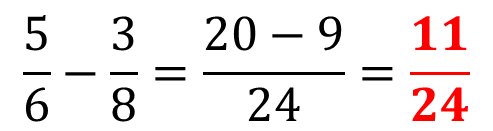 5/6 − 3/8 = (20 − 9)/24 = 11/24